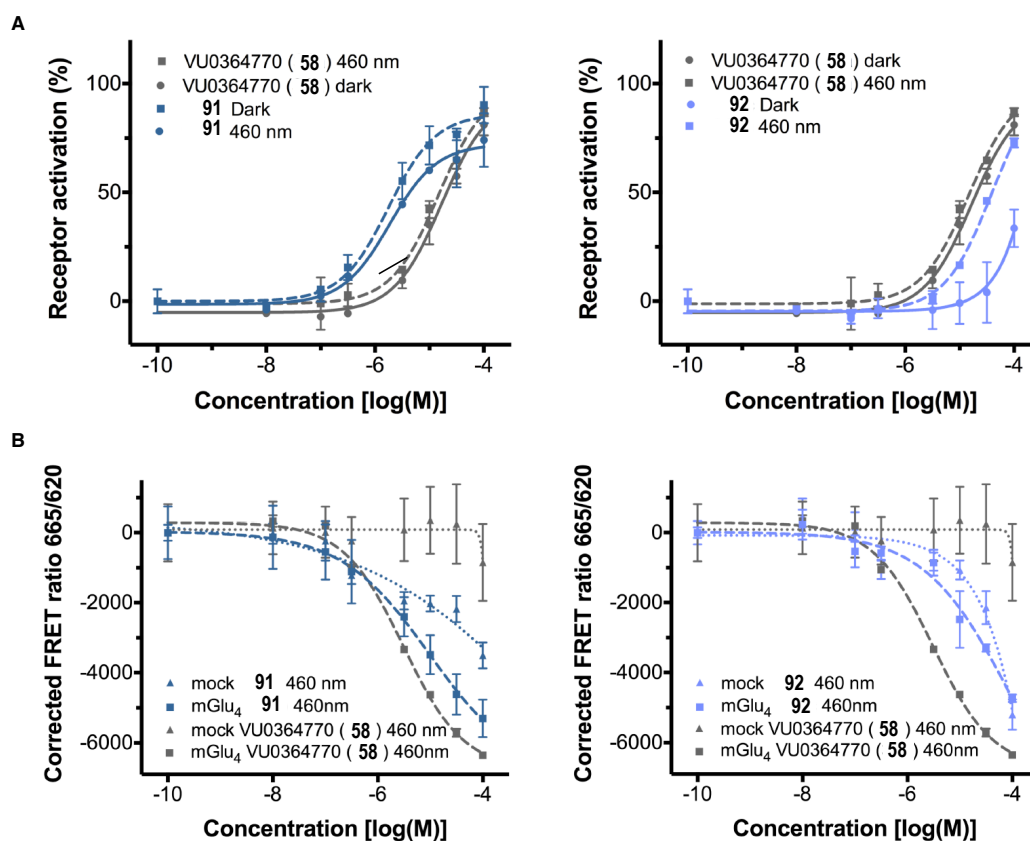 A
Receptor activation (%)
100
50
0
VU0364770 ( 58 ) 460 nm
VU0364770 ( 58 ) dark
91 Dark
91 460 nm
-10 -8 -6 -4
Concentration [log(M)]
Receptor activation (%)
100
50
0
VU0364770 ( 58 ) dark
VU0364770 ( 58 ) 460 nm
92 Dark
92 460 nm
-10 -8 -6 -4
Concentration [log(M)]
B
Corrected FRET ratio 665/620
0
-2000
-4000
-6000
mock 91 460 nm
mGlu₄ 91 460nm
mock VU0364770 ( 58 ) 460 nm
mGlu₄ VU0364770 ( 58 ) 460nm
-10 -8 -6 -4
Concentration [log(M)]
Corrected FRET ratio 665/620
0
-2000
-4000
-6000
mock 92 460 nm
mGlu₄ 92 460nm
mock VU0364770 ( 58 ) 460 nm
mGlu₄ VU0364770 ( 58 ) 460nm
-10 -8 -6 -4
Concentration [log(M)]